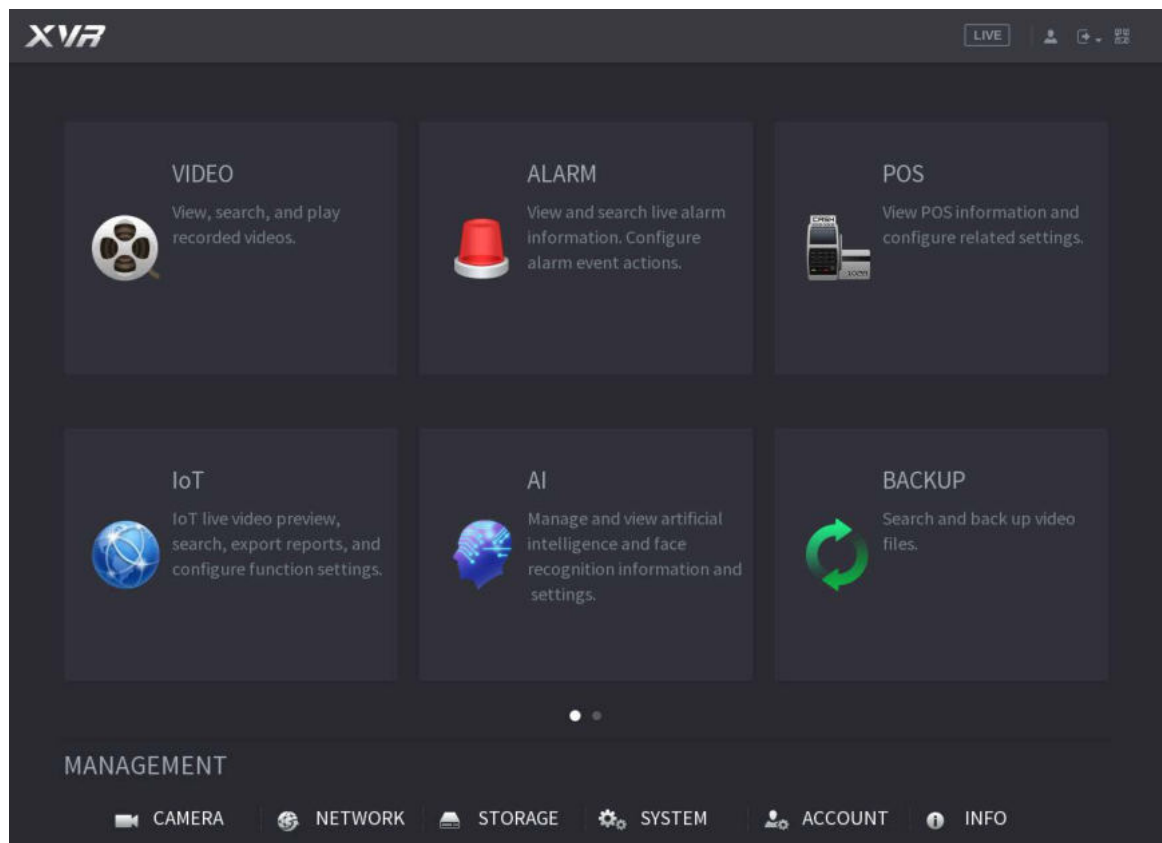 XVR
LIVE
VIDEO
View, search, and play
recorded videos.
ALARM
View and search live alarm
information. Configure
alarm event actions.
POS
View POS information and
configure related settings.
CASH
IoT
IoT live video preview,
search, export reports, and
configure function settings.
AI
Manage and view artificial
intelligence and face
recognition information and
settings.
BACKUP
Search and back up video
files.
MANAGEMENT
CAMERA
NETWORK
STORAGE
SYSTEM
ACCOUNT
INFO